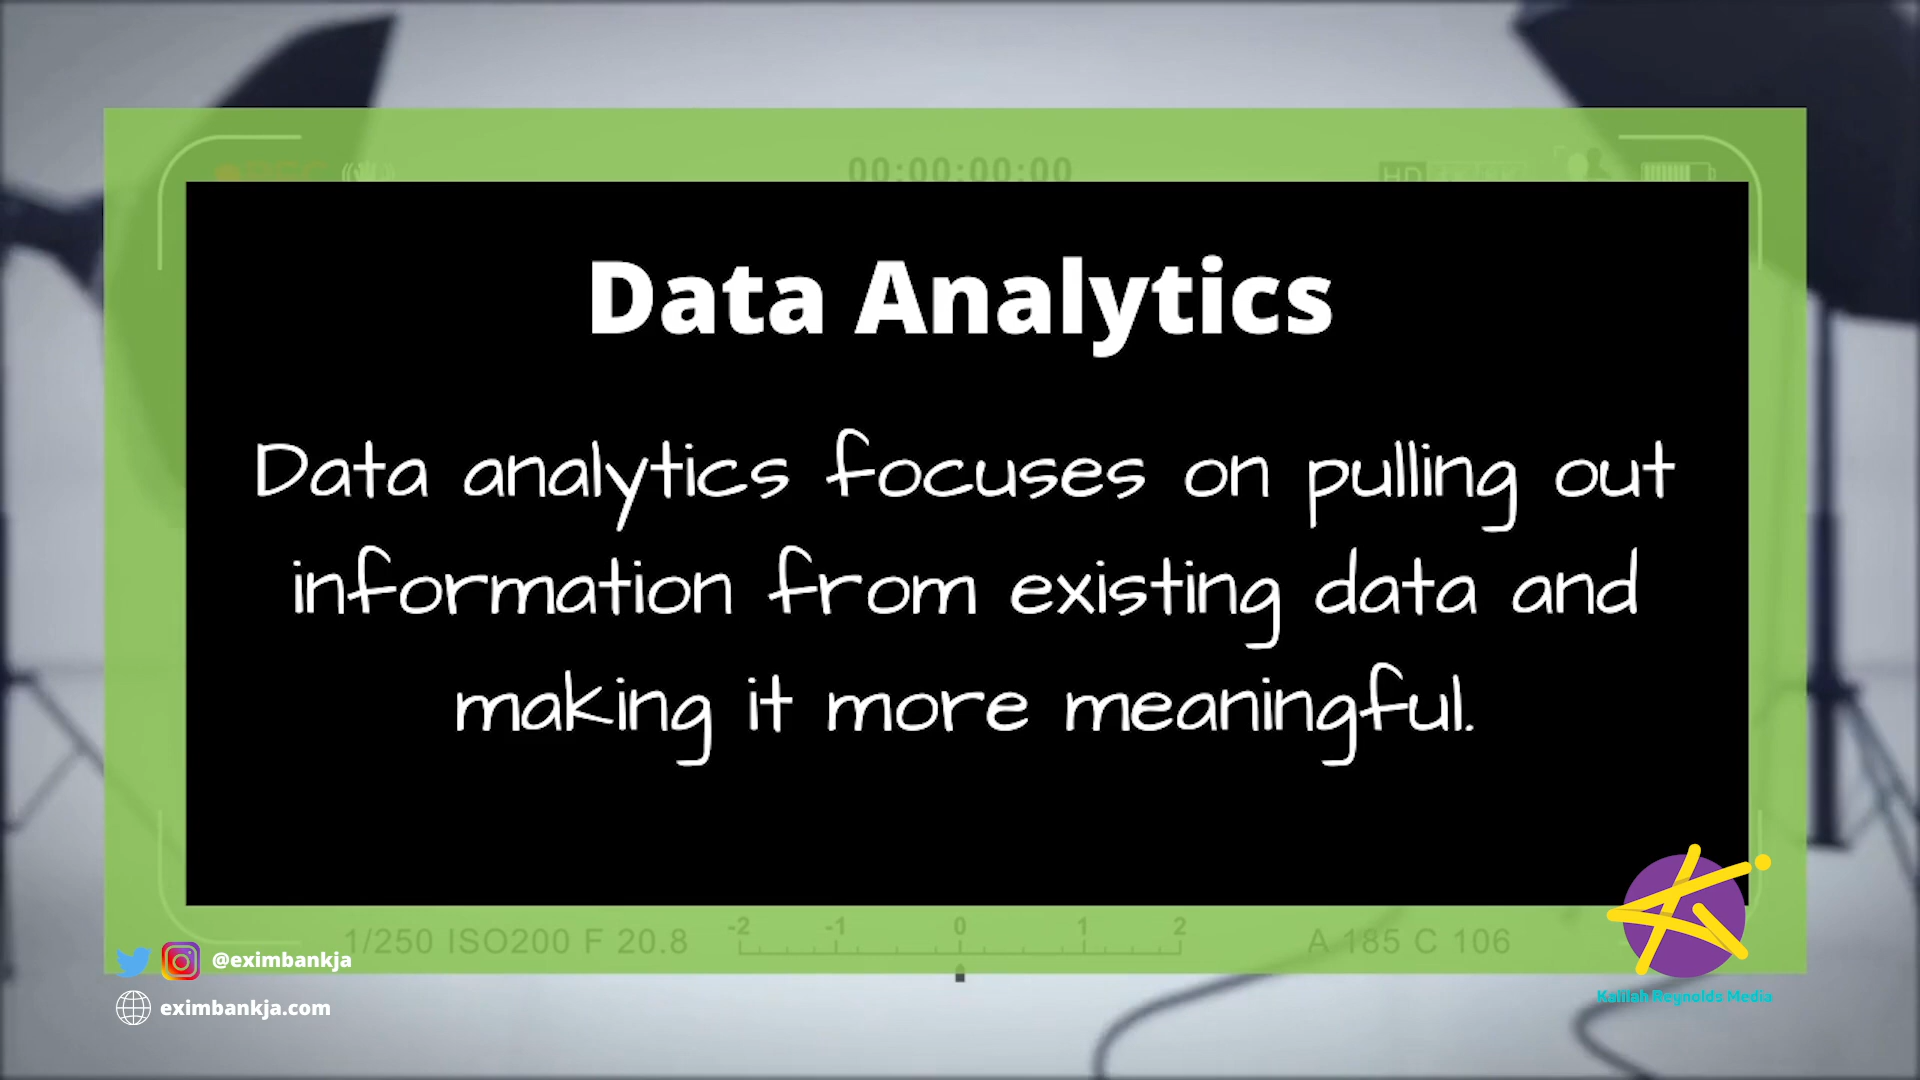 00:00:00:00
HD
Data Analytics
Data analytics focuses on pulling out
information from existing data and
making it more meaningful.
1/250 ISO200 F 20.8
-2 -1 0 1 2
A 185 C 106
@eximbankja
eximbankja.com
Kalilah Reynolds Media